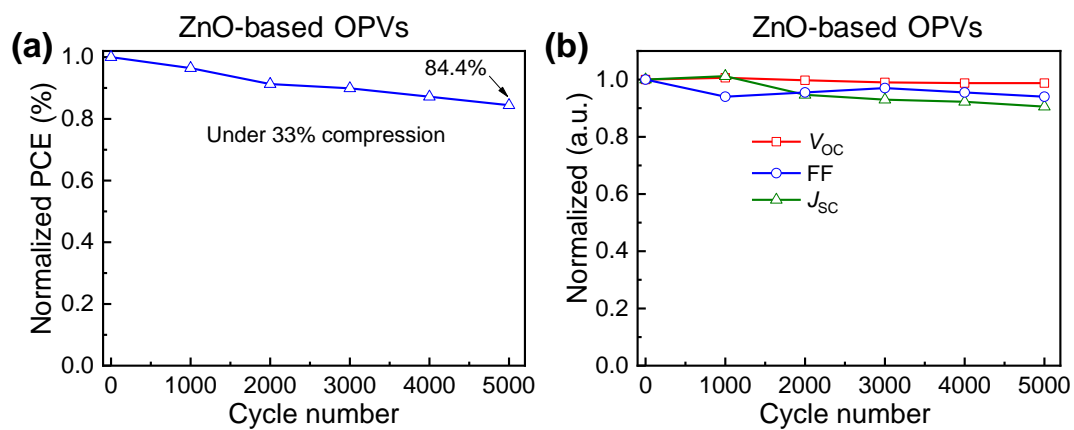 (a)
ZnO-based OPVs
Normalized PCE (%)
1.0
0.8
0.6
0.4
0.2
0.0
84.4%
Under 33% compression
0 1000 2000 3000 4000 5000
Cycle number
(b)
ZnO-based OPVs
Normalized (a.u.)
1.0
0.8
0.6
0.4
0.2
0.0
VOC
FF
JSC
0 1000 2000 3000 4000 5000
Cycle number